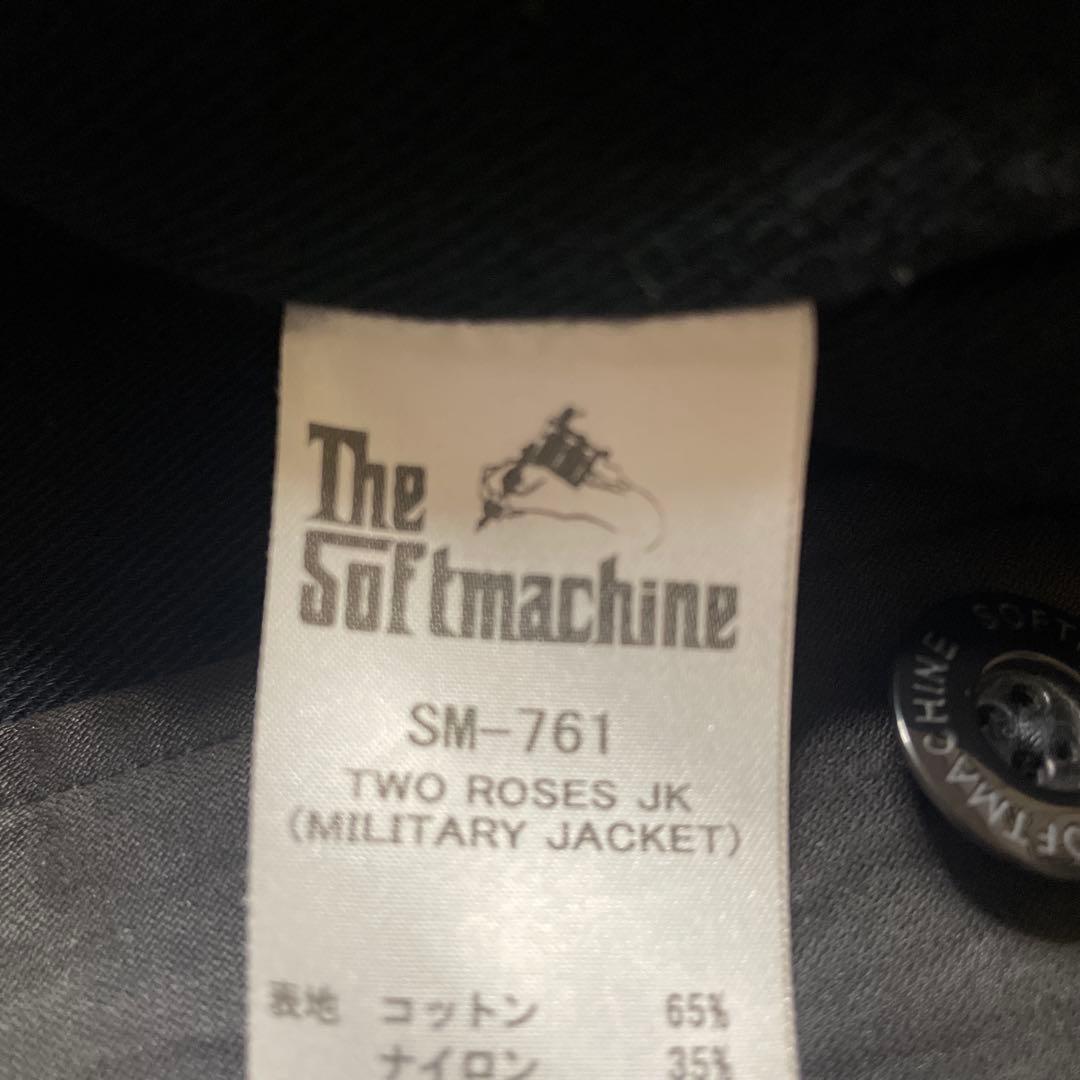 The
Softmachine
SM-761
TWO ROSES JK
(MILITARY JACKET)
表地 コットン 65%
ナイロン 35%
SOFTMACHINE SOFT